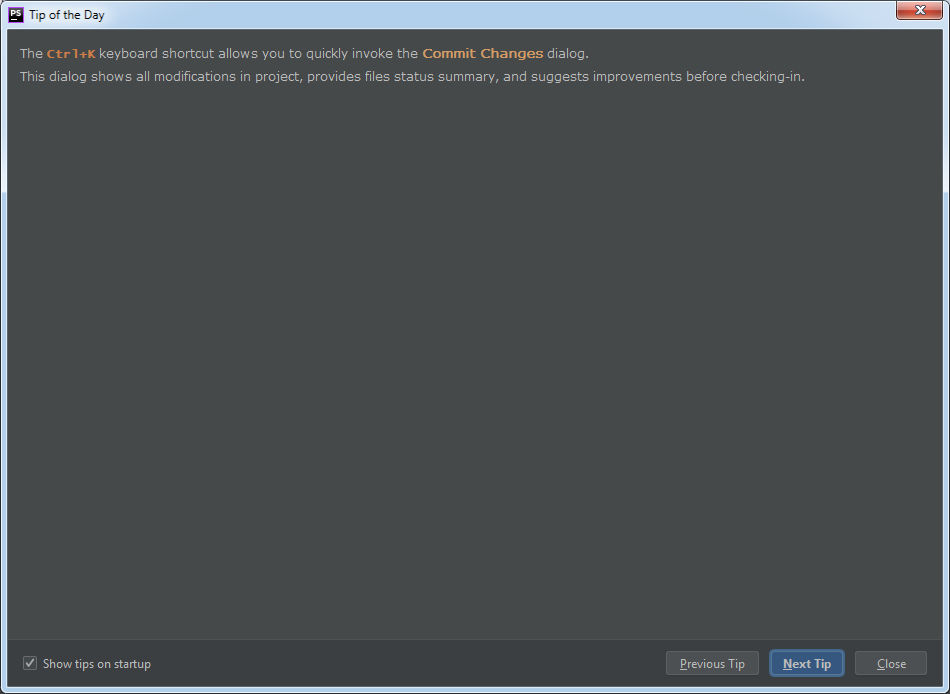 PS Tip of the Day
The Ctrl+K keyboard shortcut allows you to quickly invoke the Commit Changes dialog.
This dialog shows all modifications in project, provides files status summary, and suggests improvements before checking-in.
Show tips on startup
Previous Tip
Next Tip
Close